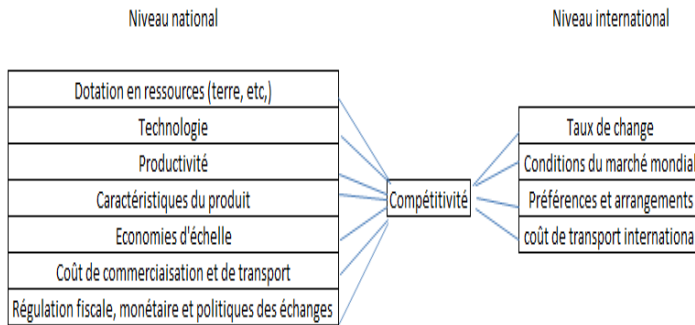 Niveau national
Niveau international
Dotation en ressources (terre, etc,)
Technologie
Productivité
Caractéristiques du produit
Economies d'échelle
Coût de commerciaisation et de transport
Régulation fiscale, monétaire et politiques des échanges
Compétitivité
Taux de change
Conditions du marché mondial
Préférences et arrangements
coût de transport internationa